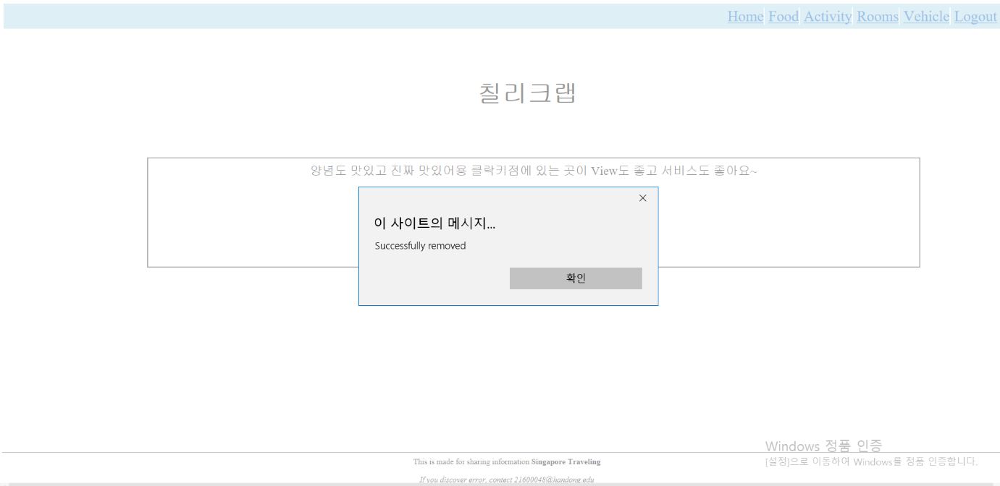 Home Food Activity Rooms Vehicle Logout
칠리크랩
양념도 맛있고 진짜 맛있어용 클락키점에 있는 곳이 View도 좋고 서비스도 좋아요~
이 사이트의 메시지...
Successfully removed
확인
Windows 정품 인증
[설정]으로 이동하여 Windows를 정품 인증합니다.
This is made for sharing information Singapore Traveling
If you discover error, contect 21600048@handong.edu